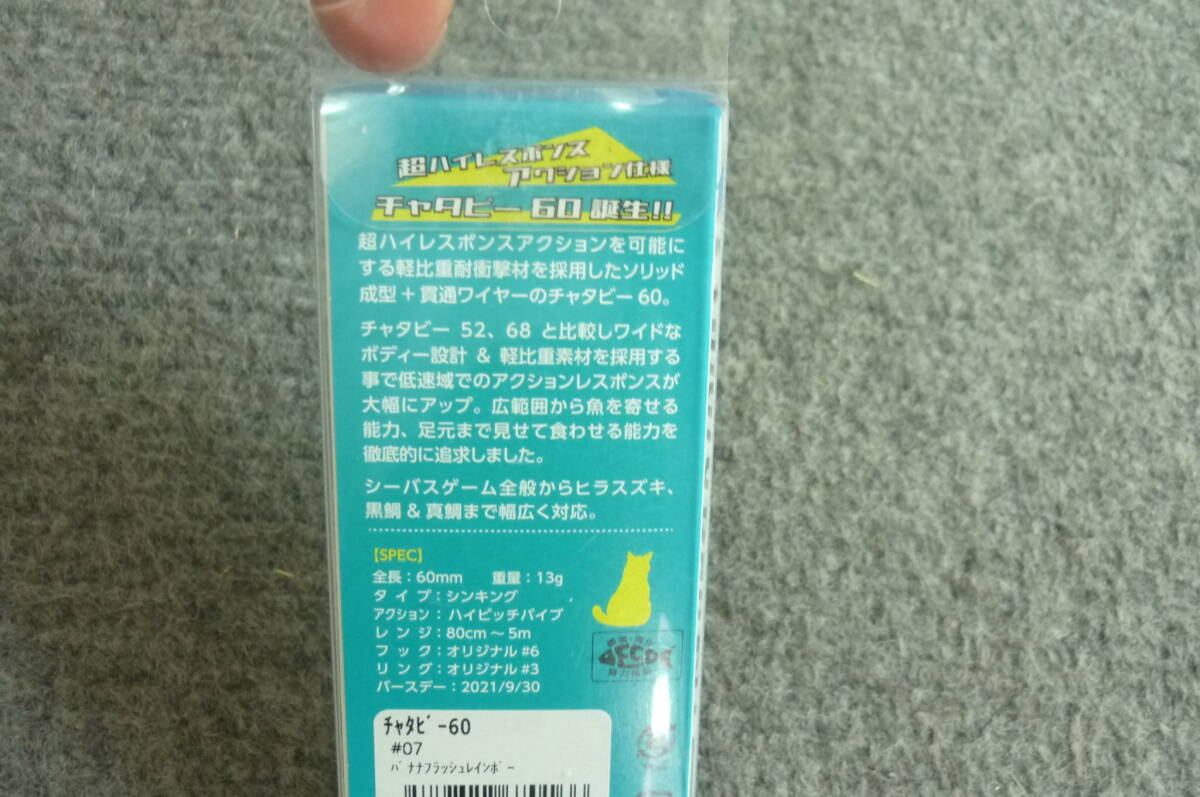 超ハイレスポンス
アクション仕様
チャタビー 60 誕生!!
超ハイレスポンスアクションを可能に
する軽比重耐衝撃材を採用したソリッド
成型＋貫通ワイヤーのチャタビー 60。
チャタビー 52、68 と比較しワイドな
ボディー設計 & 軽比重素材を採用する
事で低速域でのアクションレスポンスが
大幅にアップ。広範囲から魚を寄せる
能力、足元まで見せて食わせる能力を
徹底的に追求しました。
シーバスゲーム全般からヒラスズキ、
黒鯛 & 真鯛まで幅広く対応。
【SPEC】
全長：60mm 重量：13g
タイプ：シンキング
アクション：ハイピッチバイブ
レンジ：80cm～5m
フック：オリジナル #6
リング：オリジナル #3
バースデー：2021/9/30
ﾁｬﾀﾋﾞｰ60
#07
ﾊﾞﾅﾅﾌﾗｯｼｭﾚｲﾝﾎﾞｰ